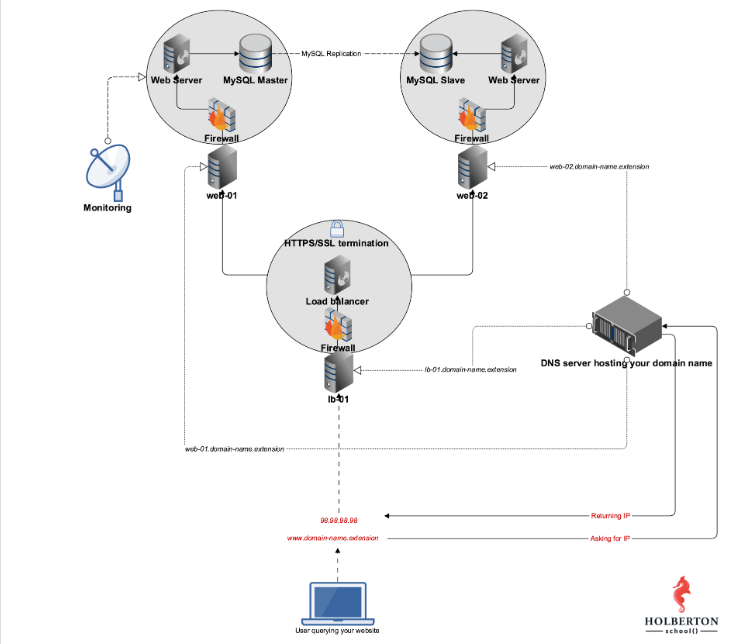 MySQL Replication
Web Server
MySQL Master
MySQL Slave
Web Server
Firewall
Firewall
web-02.domain-name.extension
web-01
web-02
Monitoring
HTTPS/SSL termination
Load balancer
Firewall
DNS server hosting your domain name
lb-01.domain-name.extension
lb-01
web-01.domain-name.extension
98.98.98.98
Returning IP
www.domain-name.extension
Asking for IP
User querying your website
HOLBERTON
school()